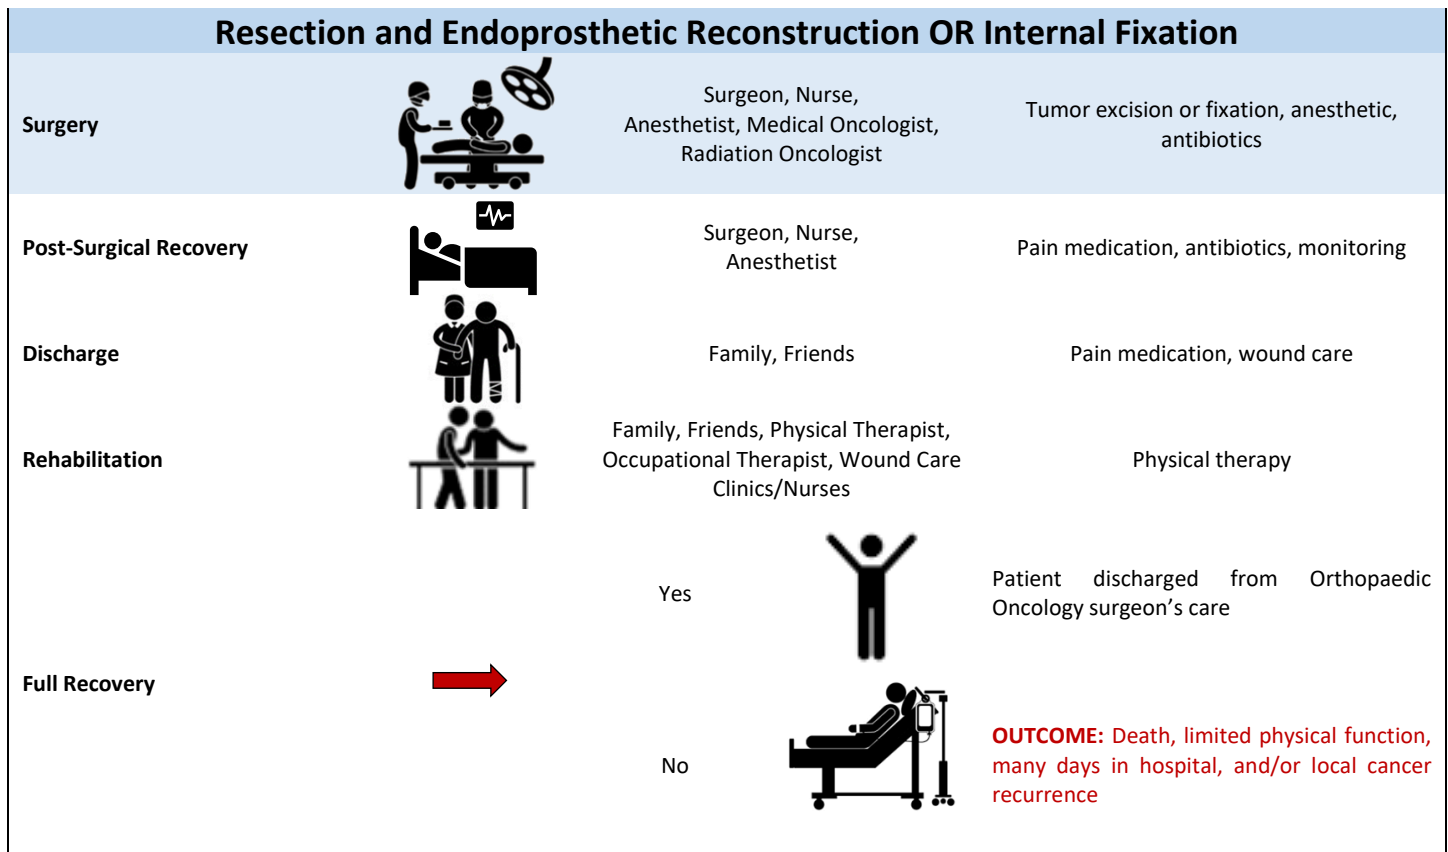 Resection and Endoprosthetic Reconstruction OR Internal Fixation
Surgery
Surgeon, Nurse,
Anesthetist, Medical Oncologist,
Radiation Oncologist
Tumor excision or fixation, anesthetic,
antibiotics
Post-Surgical Recovery
Surgeon, Nurse,
Anesthetist
Pain medication, antibiotics, monitoring
Discharge
Family, Friends
Pain medication, wound care
Rehabilitation
Family, Friends, Physical Therapist,
Occupational Therapist, Wound Care
Clinics/Nurses
Physical therapy
Full Recovery
Yes
Patient discharged from Orthopaedic
Oncology surgeon’s care
No
OUTCOME: Death, limited physical function,
many days in hospital, and/or local cancer
recurrence